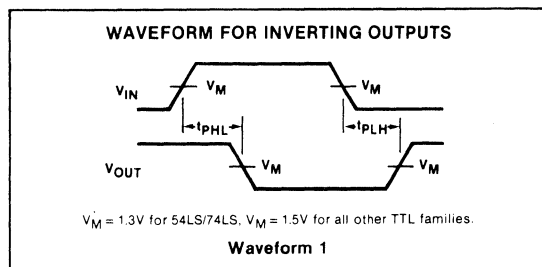 WAVEFORM FOR INVERTING OUTPUTS
VIN
VM
VM
tPHL
tPLH
VOUT
VM
VM
VM = 1.3V for 54LS/74LS, VM = 1.5V for all other TTL families.
Waveform 1